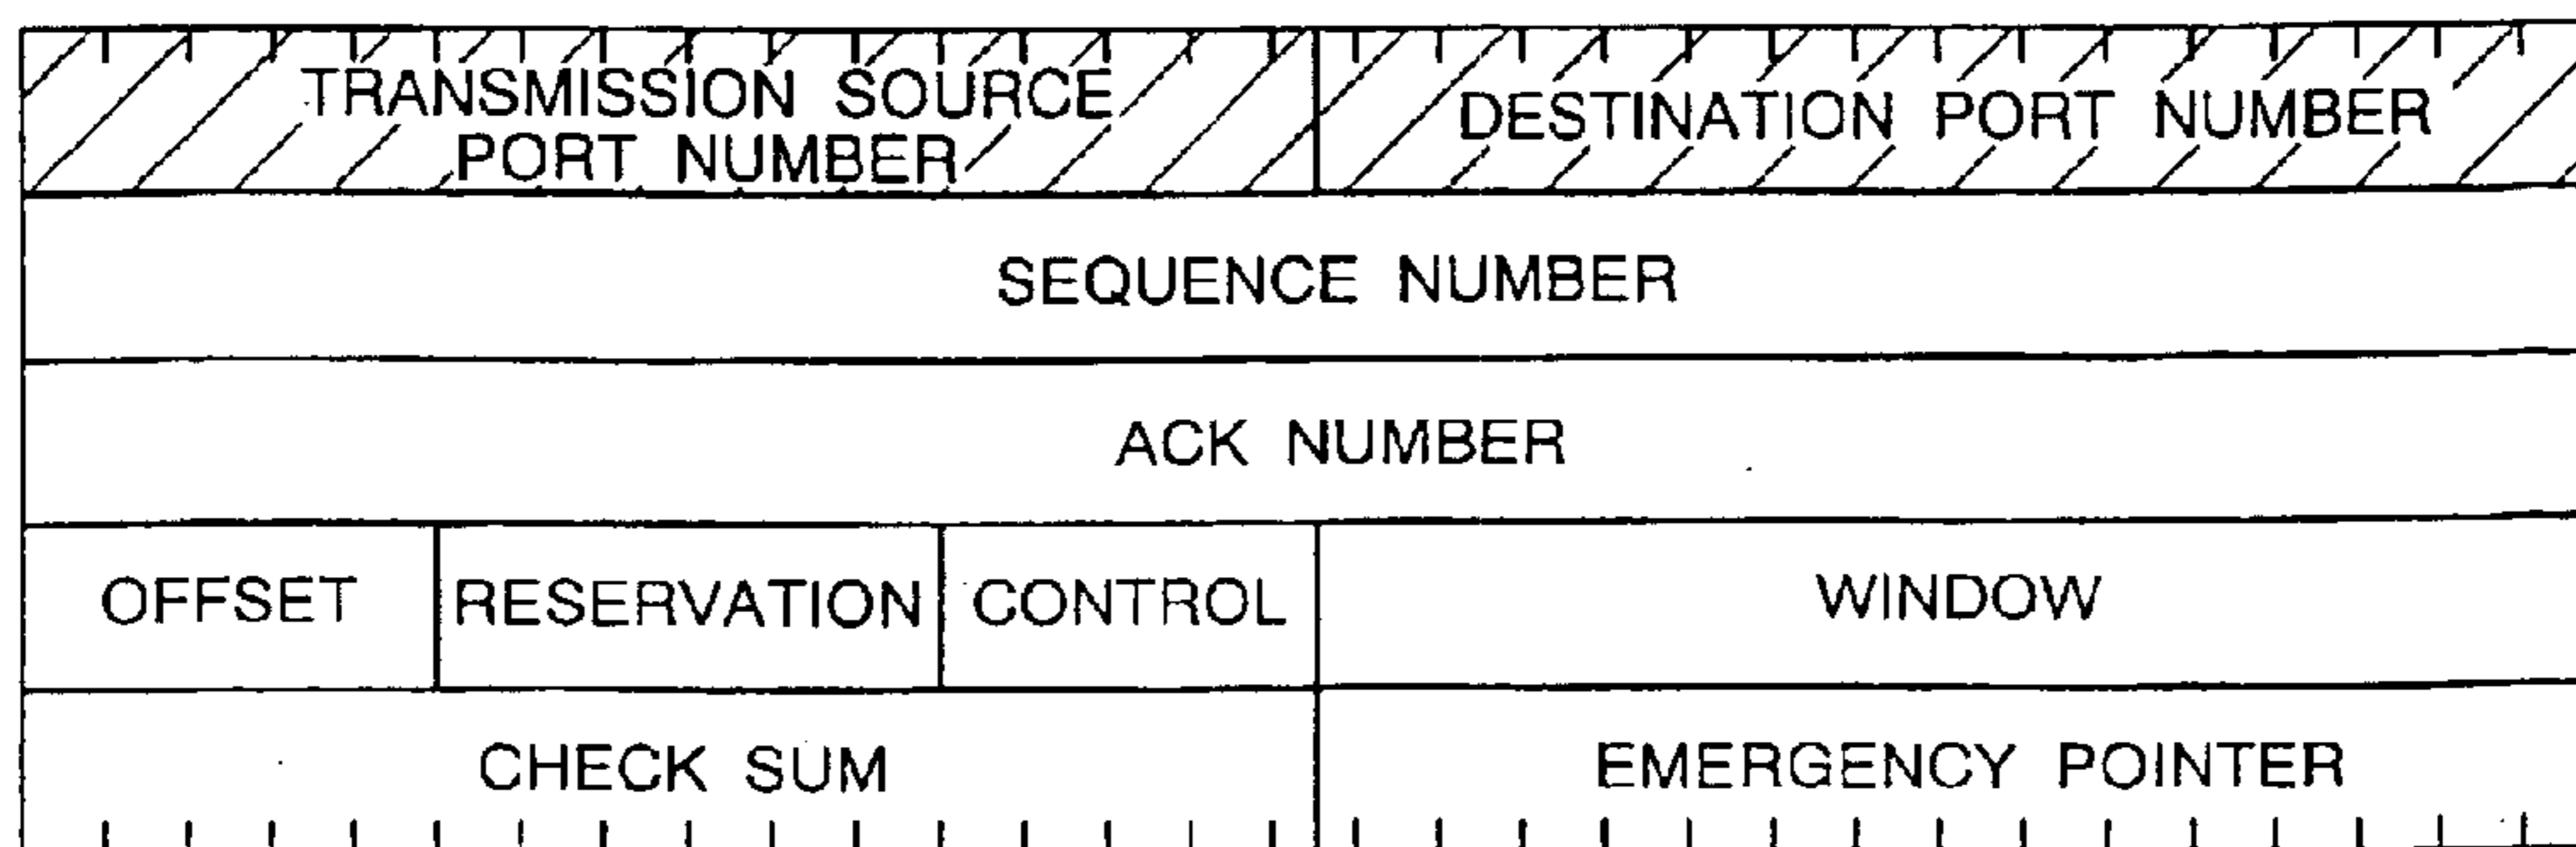 TRANSMISSION SOURCE
PORT NUMBER
DESTINATION PORT NUMBER
SEQUENCE NUMBER
ACK NUMBER
OFFSET
RESERVATION
CONTROL
WINDOW
CHECK SUM
EMERGENCY POINTER